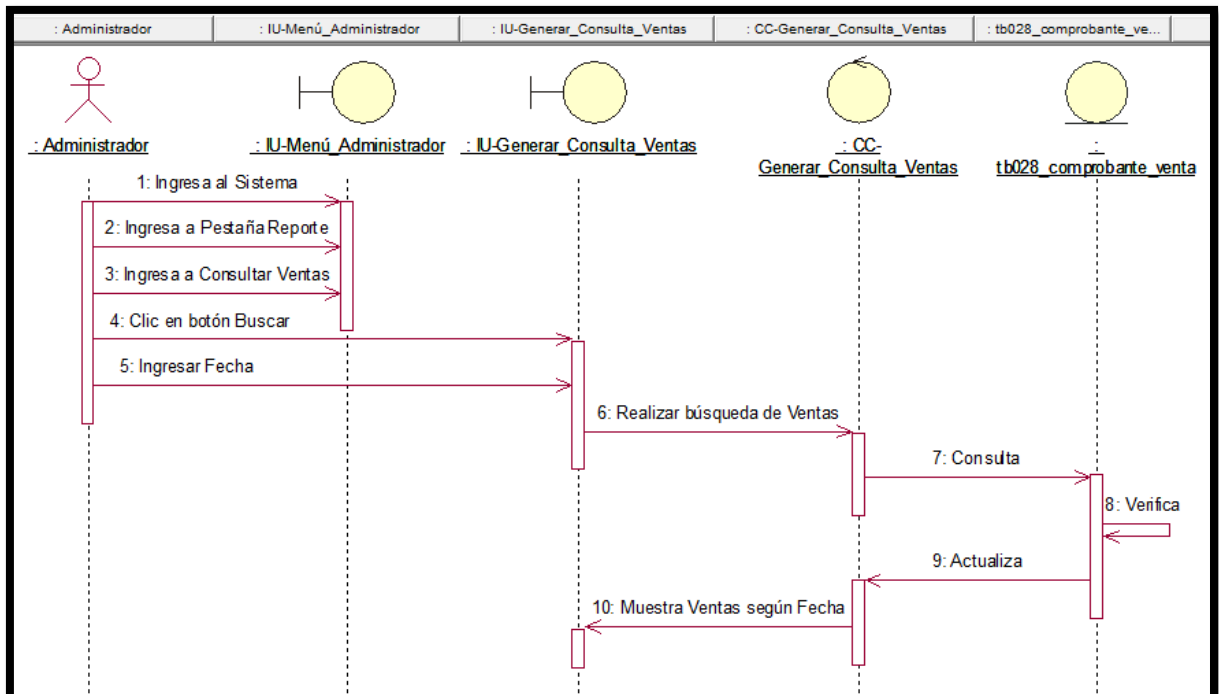 : Administrador
: IU-Menú_Administrador
: IU-Generar_Consulta_Ventas
: CC-Generar_Consulta_Ventas
: tb028_comprobante_ve...
: Administrador
: IU-Menú_Administrador
: IU-Generar_Consulta_Ventas
: CC-
Generar_Consulta_Ventas
:
tb028_comprobante_venta
1: Ingresa al Sistema
2: Ingresa a Pestaña Reporte
3: Ingresa a Consultar Ventas
4: Clic en botón Buscar
5: Ingresar Fecha
6: Realizar búsqueda de Ventas
7: Consulta
8: Verifica
9: Actualiza
10: Muestra Ventas según Fecha